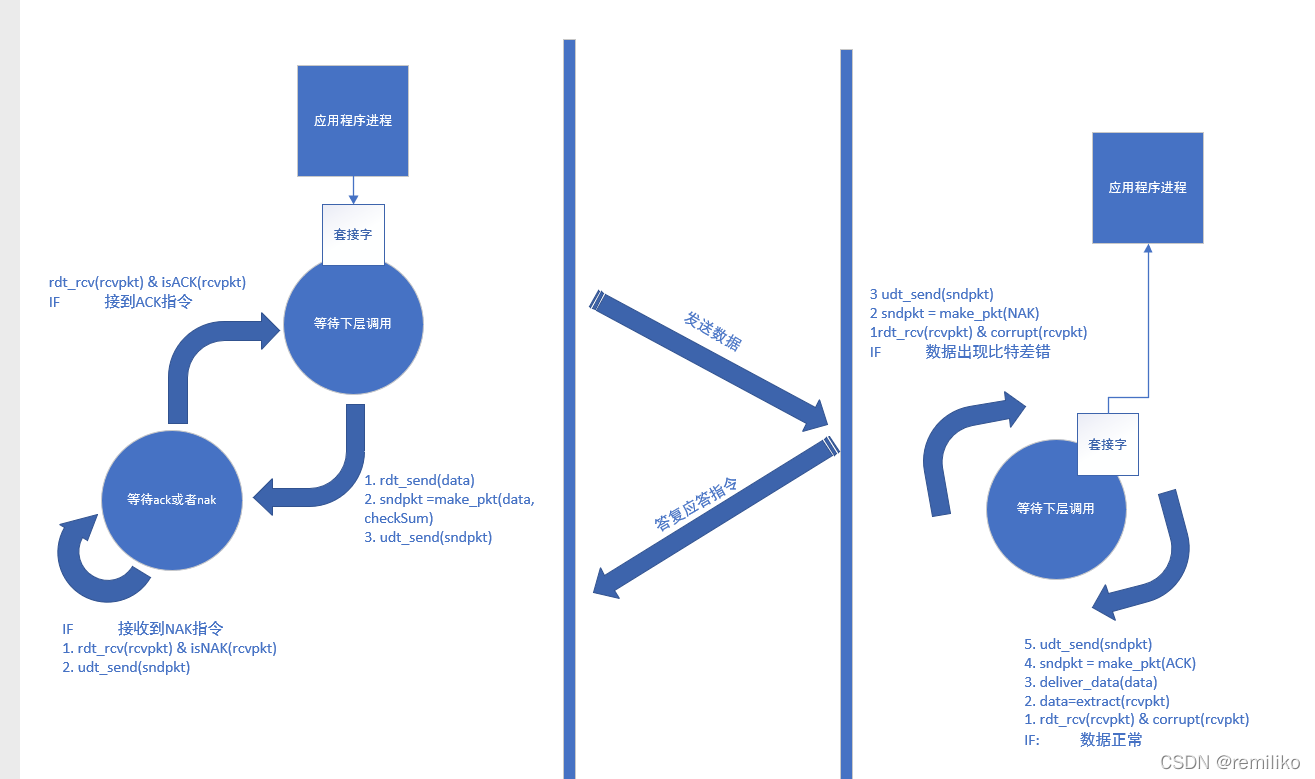 应用程序进程
套接字
等待下层调用
rdt_rcv(rcvpkt) & isACK(rcvpkt)
IF 接到ACK指令
等待ack或者nak
1. rdt_send(data)
2. sndpkt =make_pkt(data,
checkSum)
3. udt_send(sndpkt)
IF 接收到NAK指令
1. rdt_rcv(rcvpkt) & isNAK(rcvpkt)
2. udt_send(sndpkt)
发送数据
答复应答指令
应用程序进程
3 udt_send(sndpkt)
2 sndpkt = make_pkt(NAK)
1rdt_rcv(rcvpkt) & corrupt(rcvpkt)
IF 数据出现比特差错
套接字
等待下层调用
5. udt_send(sndpkt)
4. sndpkt = make_pkt(ACK)
3. deliver_data(data)
2. data=extract(rcvpkt)
1. rdt_rcv(rcvpkt) & corrupt(rcvpkt)
IF: 数据正常
CSDN @remiliko